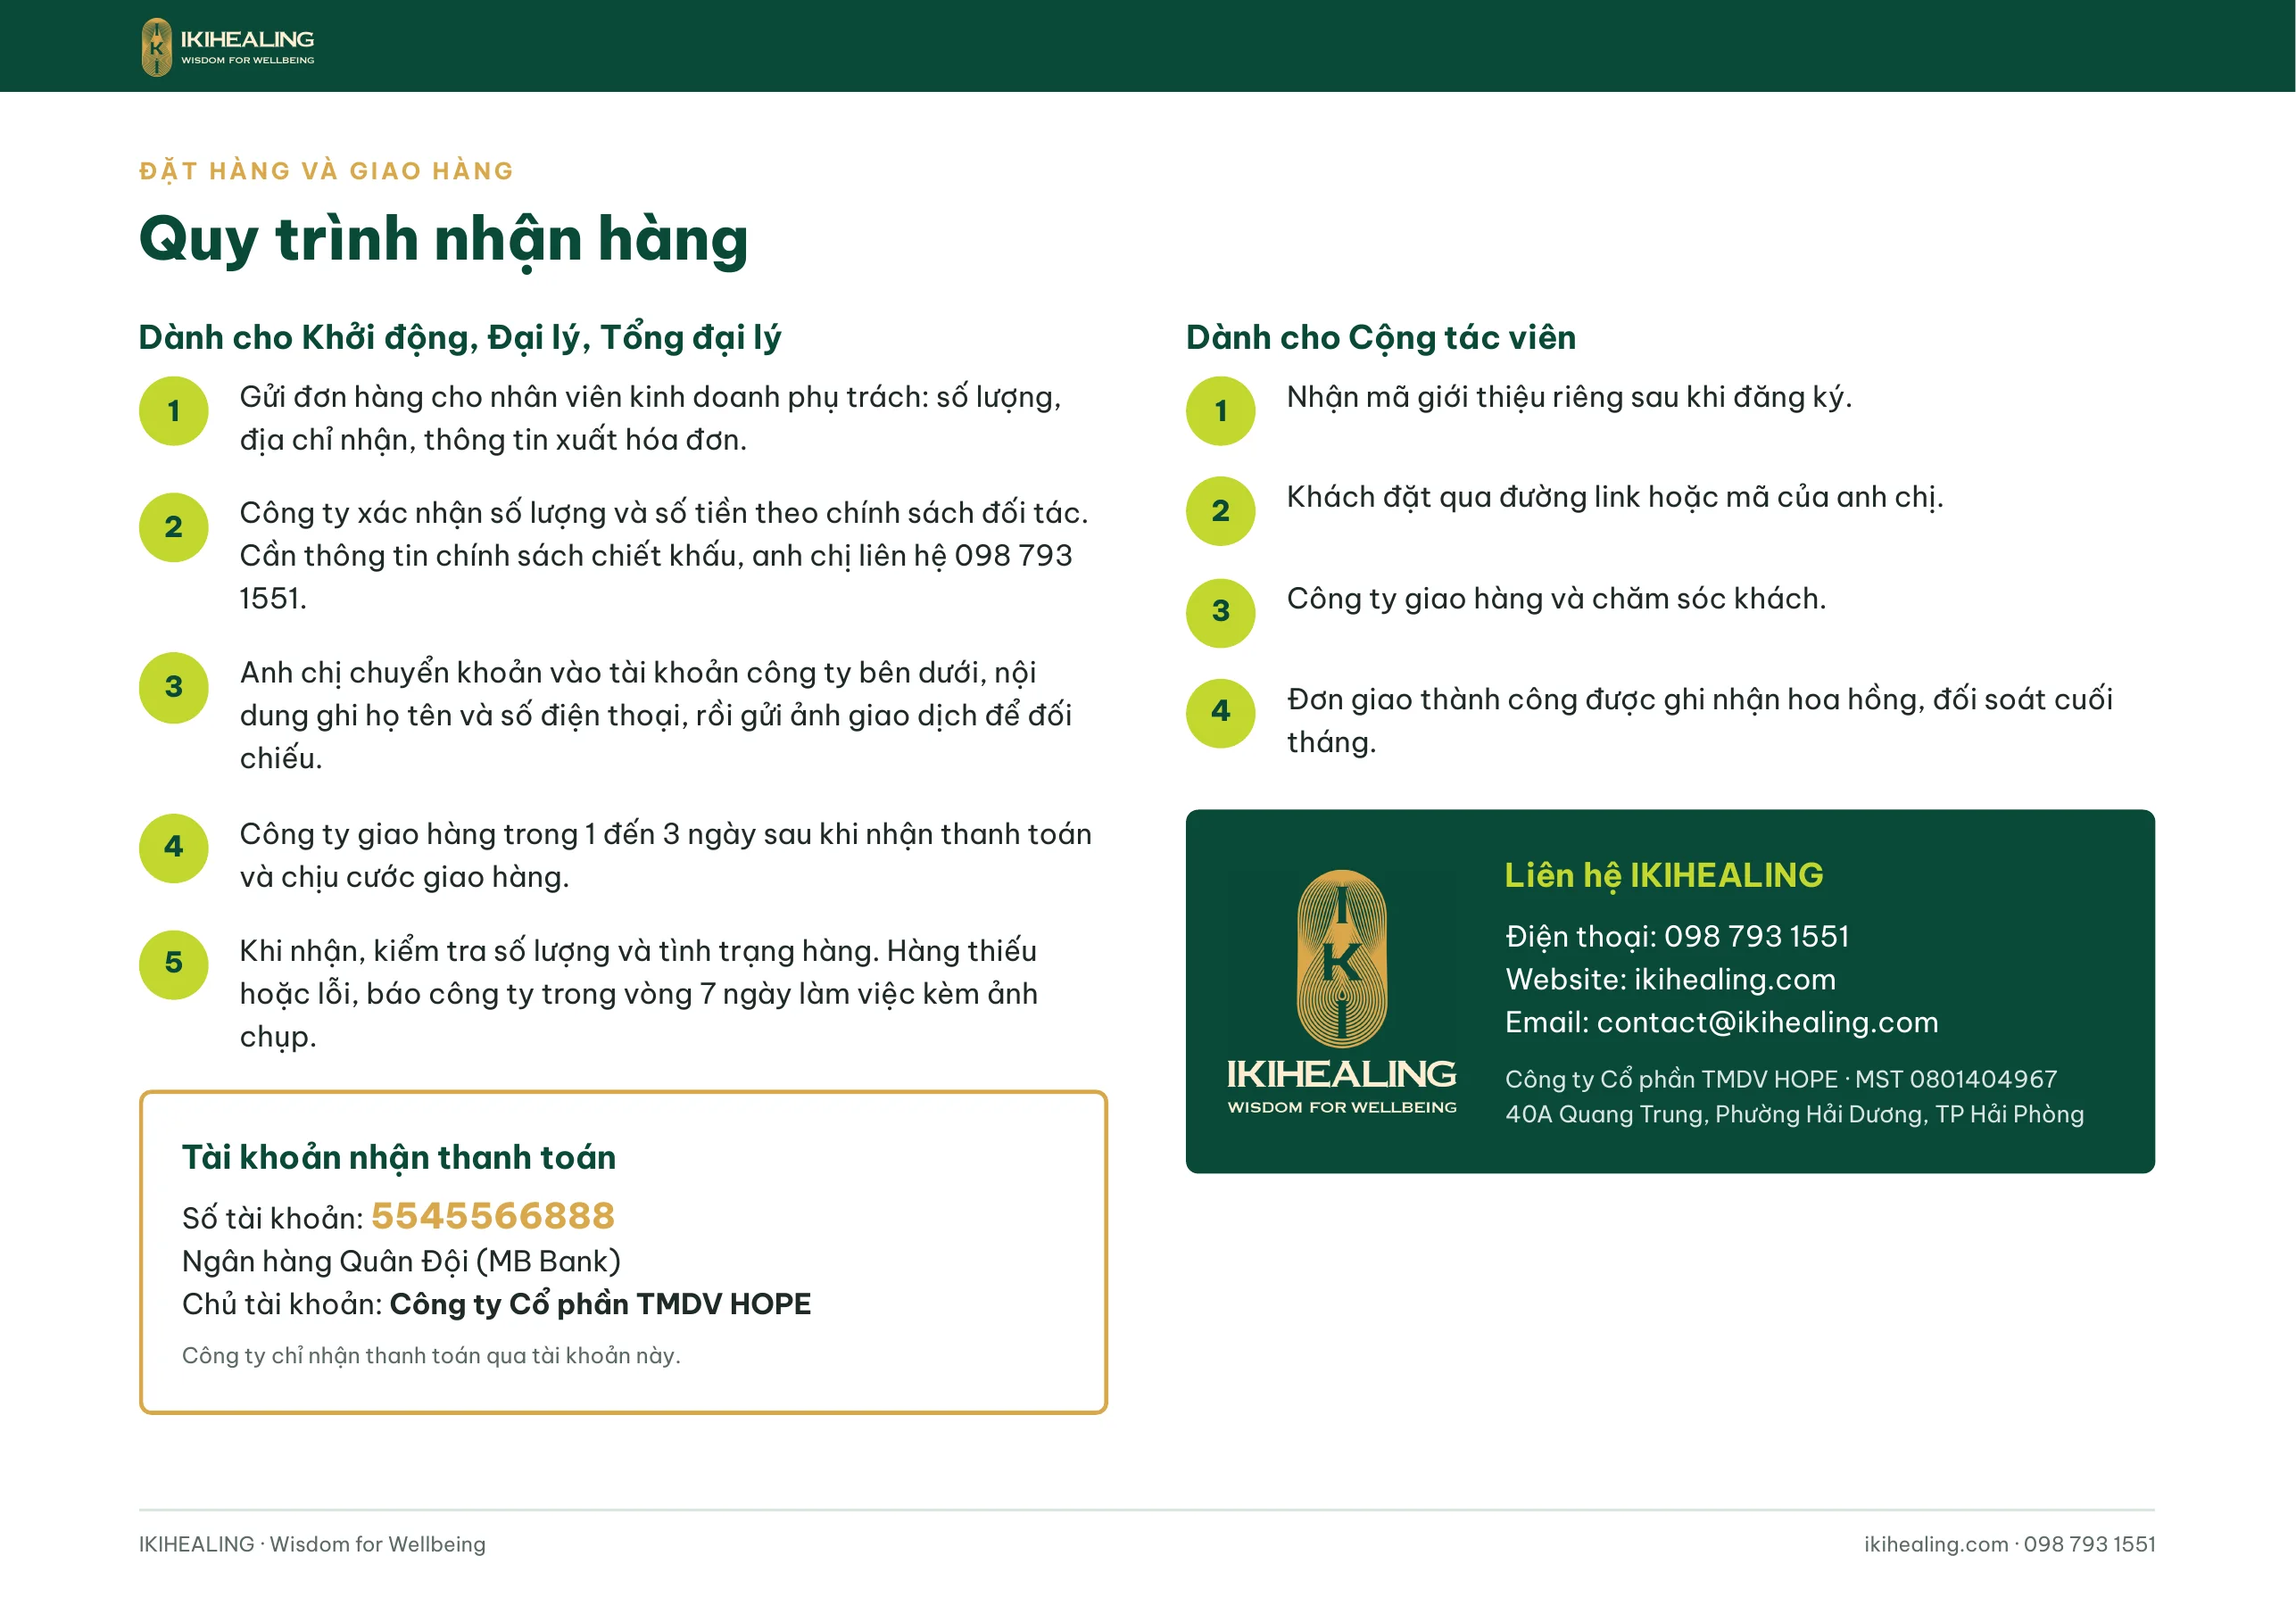 IKI
IKIHEALING
WISDOM FOR WELLBEING
ĐẶT HÀNG VÀ GIAO HÀNG
Quy trình nhận hàng
Dành cho Khởi động, Đại lý, Tổng đại lý
1
Gửi đơn hàng cho nhân viên kinh doanh phụ trách: số lượng,
địa chỉ nhận, thông tin xuất hóa đơn.
2
Công ty xác nhận số lượng và số tiền theo chính sách đối tác.
Cần thông tin chính sách chiết khấu, anh chị liên hệ 098 793
1551.
3
Anh chị chuyển khoản vào tài khoản công ty bên dưới, nội
dung ghi họ tên và số điện thoại, rồi gửi ảnh giao dịch để đối
chiếu.
4
Công ty giao hàng trong 1 đến 3 ngày sau khi nhận thanh toán
và chịu cước giao hàng.
5
Khi nhận, kiểm tra số lượng và tình trạng hàng. Hàng thiếu
hoặc lỗi, báo công ty trong vòng 7 ngày làm việc kèm ảnh
chụp.
Tài khoản nhận thanh toán
Số tài khoản: 5545566888
Ngân hàng Quân Đội (MB Bank)
Chủ tài khoản: Công ty Cổ phần TMDV HOPE
Công ty chỉ nhận thanh toán qua tài khoản này.
Dành cho Cộng tác viên
1
Nhận mã giới thiệu riêng sau khi đăng ký.
2
Khách đặt qua đường link hoặc mã của anh chị.
3
Công ty giao hàng và chăm sóc khách.
4
Đơn giao thành công được ghi nhận hoa hồng, đối soát cuối
tháng.
I
K
I
IKIHEALING
WISDOM FOR WELLBEING
Liên hệ IKIHEALING
Điện thoại: 098 793 1551
Website: ikihealing.com
Email: contact@ikihealing.com
Công ty Cổ phần TMDV HOPE · MST 0801404967
40A Quang Trung, Phường Hải Dương, TP Hải Phòng
IKIHEALING · Wisdom for Wellbeing
ikihealing.com · 098 793 1551